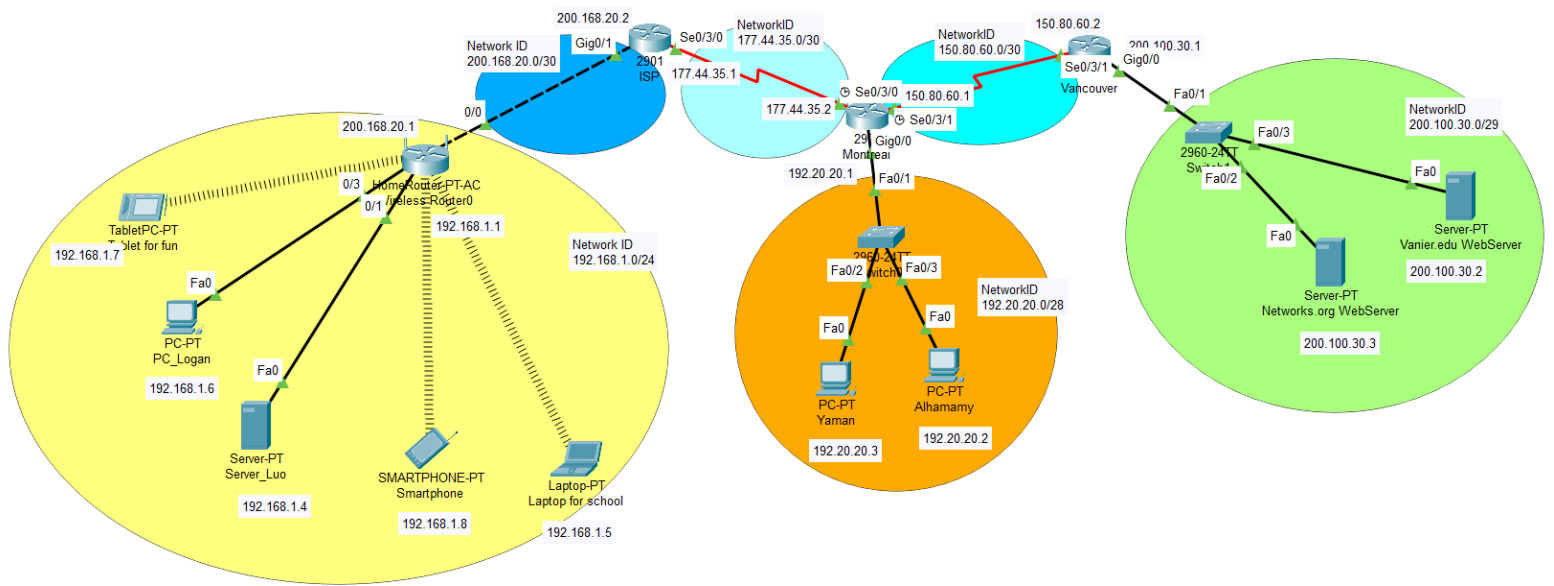 200.168.20.2
Network ID
200.168.20.0/30
Gig0/1
2901
ISP
Se0/3/0
NetworkID
177.44.35.0/30
177.44.35.1
177.44.35.2
Se0/3/0
Montreal
Gig0/0
150.80.60.1
Se0/3/1
NetworkID
150.80.60.0/30
150.80.60.2
Se0/3/1
Vancouver
200.100.30.1
Gig0/0
Fa0/1
2960-24TT
Switch1
Fa0/2
Fa0/3
NetworkID
200.100.30.0/29
Fa0
Server-PT
Vanier.edu WebServer
200.100.30.2
Fa0
Server-PT
Networks.org WebServer
200.100.30.3
0/0
200.168.20.1
HomeRouter-PT-AC
Wireless Router0
0/3
0/1
192.168.1.1
Network ID
192.168.1.0/24
TabletPC-PT
Tablet for fun
192.168.1.7
Fa0
PC-PT
PC_Logan
192.168.1.6
Fa0
Server-PT
Server_Luo
192.168.1.4
SMARTPHONE-PT
Smartphone
192.168.1.8
Laptop-PT
Laptop for school
192.168.1.5
192.20.20.1
Fa0/1
2960-24TT
Switch0
Fa0/2
Fa0/3
NetworkID
192.20.20.0/28
Fa0
PC-PT
Yaman
192.20.20.3
Fa0
PC-PT
Alhamamy
192.20.20.2